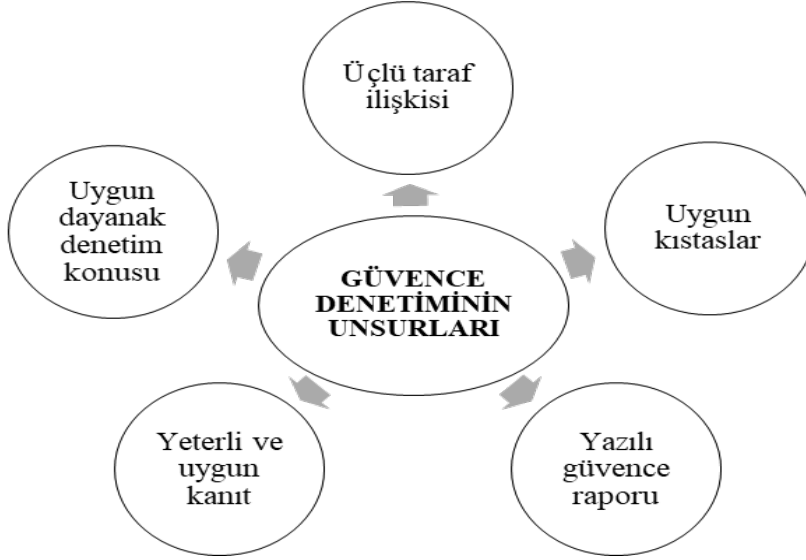 Üçlü taraf
ilişkisi
Uygun
dayanak
denetim
konusu
Uygun
kıstaslar
GÜVENCE
DENETİMİNİN
UNSURLARI
Yeterli ve
uygun
kanıt
Yazılı
güvence
raporu